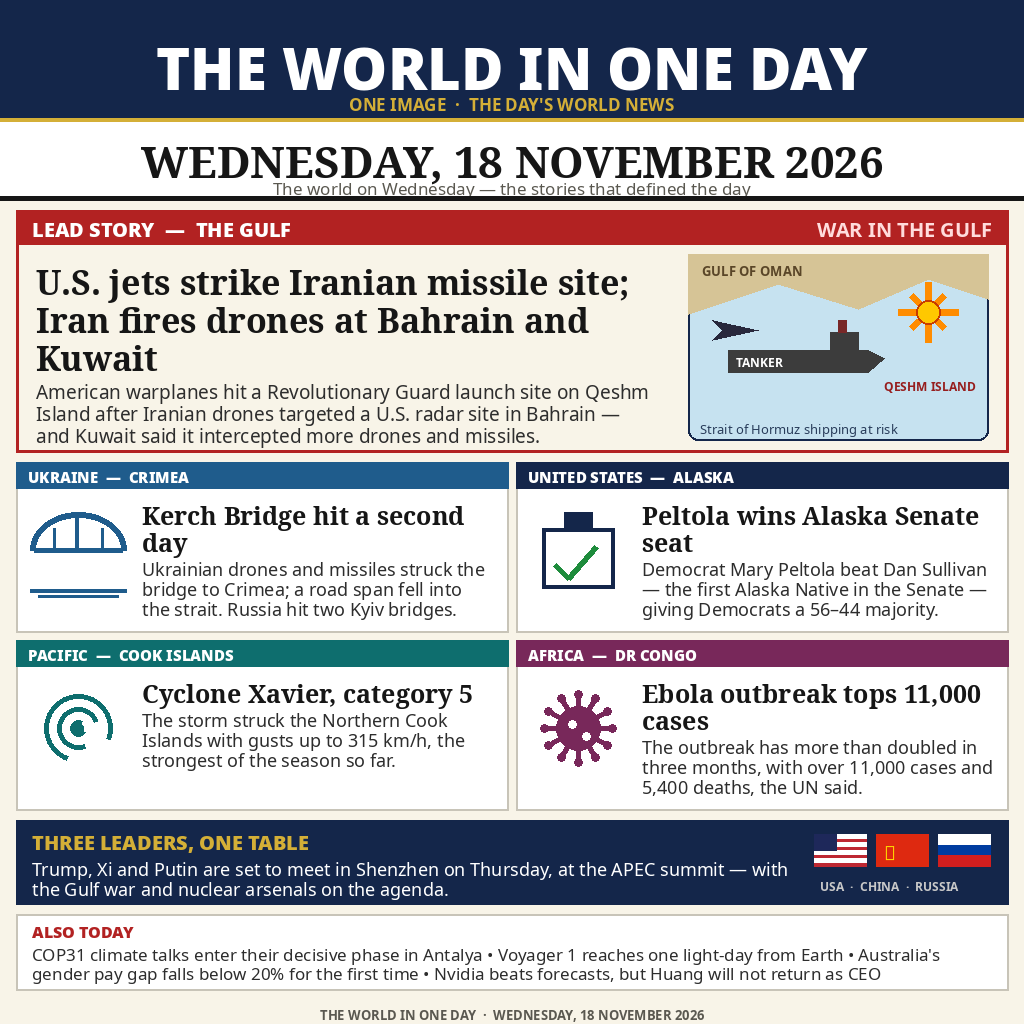 THE WORLD IN ONE DAY
ONE IMAGE · THE DAY'S WORLD NEWS
WEDNESDAY, 18 NOVEMBER 2026
The world on Wednesday — the stories that defined the day
LEAD STORY — THE GULF
WAR IN THE GULF
U.S. jets strike Iranian missile site;
Iran fires drones at Bahrain and
Kuwait
American warplanes hit a Revolutionary Guard launch site on Qeshm
Island after Iranian drones targeted a U.S. radar site in Bahrain —
and Kuwait said it intercepted more drones and missiles.
GULF OF OMAN
TANKER
QESHM ISLAND
Strait of Hormuz shipping at risk
UKRAINE — CRIMEA
Kerch Bridge hit a second
day
Ukrainian drones and missiles struck the
bridge to Crimea; a road span fell into
the strait. Russia hit two Kyiv bridges.
UNITED STATES — ALASKA
Peltola wins Alaska Senate
seat
Democrat Mary Peltola beat Dan Sullivan
— the first Alaska Native in the Senate —
giving Democrats a 56–44 majority.
PACIFIC — COOK ISLANDS
Cyclone Xavier, category 5
The storm struck the Northern Cook
Islands with gusts up to 315 km/h, the
strongest of the season so far.
AFRICA — DR CONGO
Ebola outbreak tops 11,000
cases
The outbreak has more than doubled in
three months, with over 11,000 cases and
5,400 deaths, the UN said.
THREE LEADERS, ONE TABLE
Trump, Xi and Putin are set to meet in Shenzhen on Thursday, at the APEC summit — with
the Gulf war and nuclear arsenals on the agenda.
USA · CHINA · RUSSIA
ALSO TODAY
COP31 climate talks enter their decisive phase in Antalya • Voyager 1 reaches one light-day from Earth • Australia's
gender pay gap falls below 20% for the first time • Nvidia beats forecasts, but Huang will not return as CEO
THE WORLD IN ONE DAY · WEDNESDAY, 18 NOVEMBER 2026